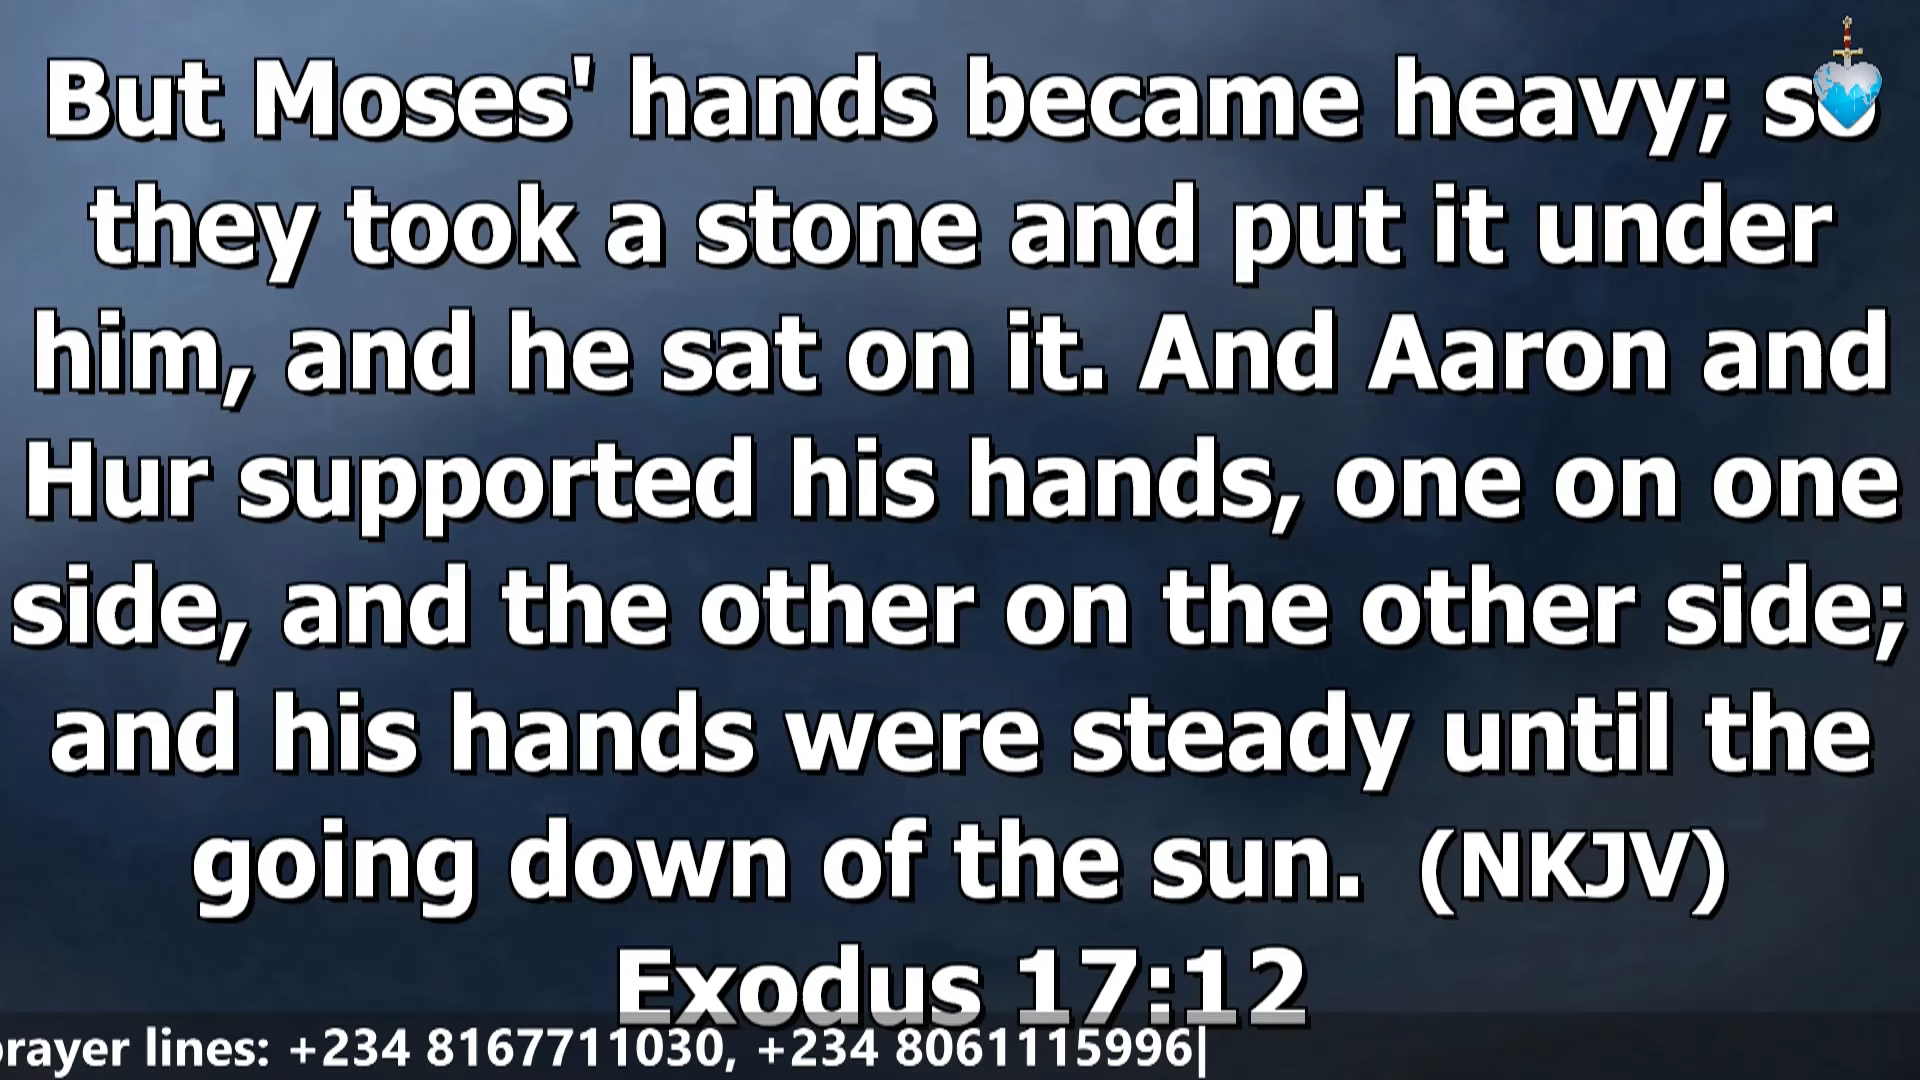 But Moses' hands became heavy; so
they took a stone and put it under
him, and he sat on it. And Aaron and
Hur supported his hands, one on one
side, and the other on the other side;
and his hands were steady until the
going down of the sun. (NKJV)
Exodus 17:12
prayer lines: +234 8167711030, +234 8061115996|